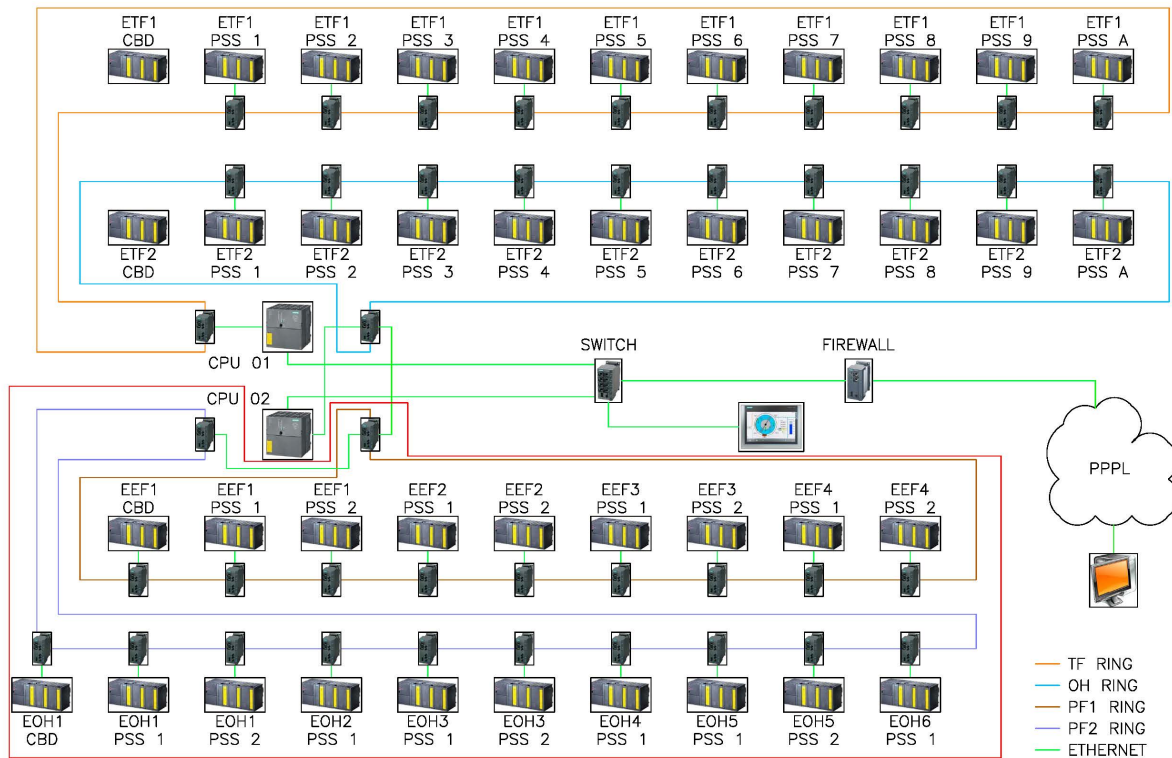 ETF1 ETF1 ETF1 ETF1 ETF1 ETF1 ETF1 ETF1 ETF1 ETF1 ETF1
CBD PSS 1 PSS 2 PSS 3 PSS 4 PSS 5 PSS 6 PSS 7 PSS 8 PSS 9 PSS A
ETF2 ETF2 ETF2 ETF2 ETF2 ETF2 ETF2 ETF2 ETF2 ETF2 ETF2
CBD PSS 1 PSS 2 PSS 3 PSS 4 PSS 5 PSS 6 PSS 7 PSS 8 PSS 9 PSS A
SWITCH FIREWALL
CPU 01
CPU 02
PPPL
EEF1 EEF1 EEF1 EEF2 EEF2 EEF3 EEF3 EEF4 EEF4
CBD PSS 1 PSS 2 PSS 1 PSS 2 PSS 1 PSS 2 PSS 1 PSS 2
EOH1 EOH1 EOH1 EOH2 EOH3 EOH3 EOH4 EOH5 EOH5 EOH6
CBD PSS 1 PSS 2 PSS 1 PSS 1 PSS 2 PSS 1 PSS 1 PSS 2 PSS 1
TF RING
OH RING
PF1 RING
PF2 RING
ETHERNET